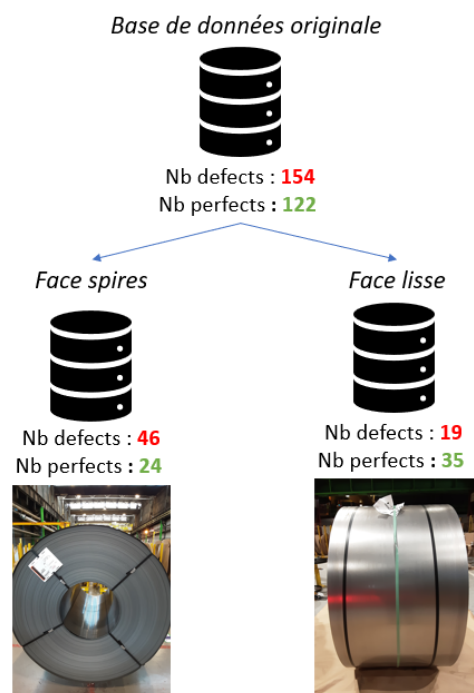 Base de données originale
Nb defects : 154
Nb perfects : 122
Face spires
Face lisse
Nb defects : 46
Nb perfects : 24
Nb defects : 19
Nb perfects : 35